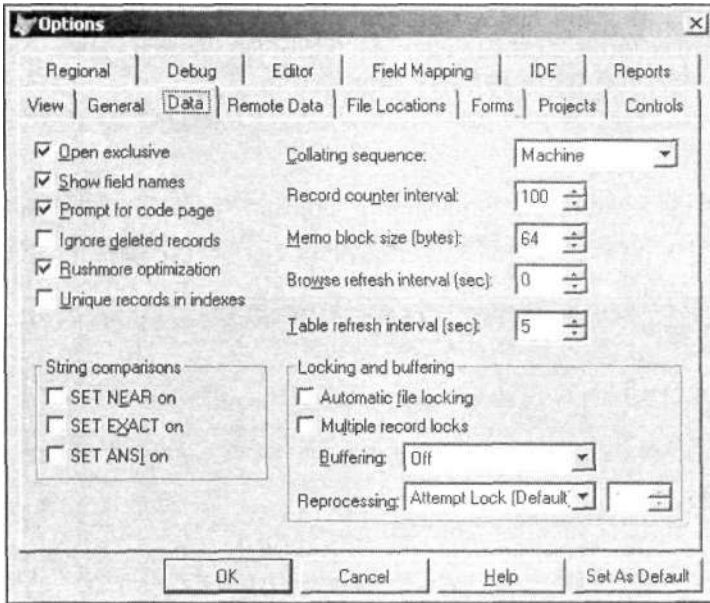 Options
Regional Debug Editor Field Mapping IDE Reports
View General Data Remote Data File Locations Forms Projects Controls
Open exclusive
Show field names
Prompt for code page
Ignore deleted records
Rushmore optimization
Unique records in indexes
Collating sequence: Machine
Record counter interval: 100
Memo block size (bytes): 64
Browse refresh interval (sec): 0
Table refresh interval (sec): 5
String comparisons
SET NEAR on
SET EXACT on
SET ANSI on
Locking and buffering
Automatic file locking
Multiple record locks
Buffering: Off
Reprocessing: Attempt Lock (Default)
OK Cancel Help Set As Default